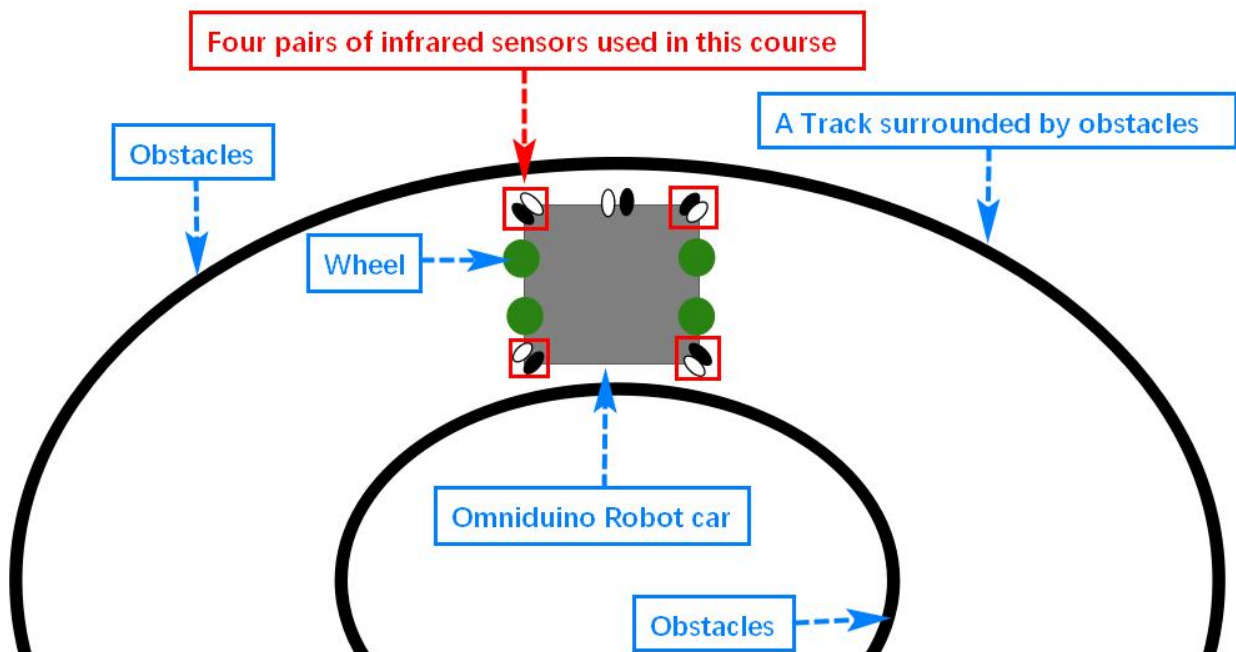 Four pairs of infrared sensors used in this course
A Track surrounded by obstacles
Obstacles
Wheel
Omniduino Robot car
Obstacles